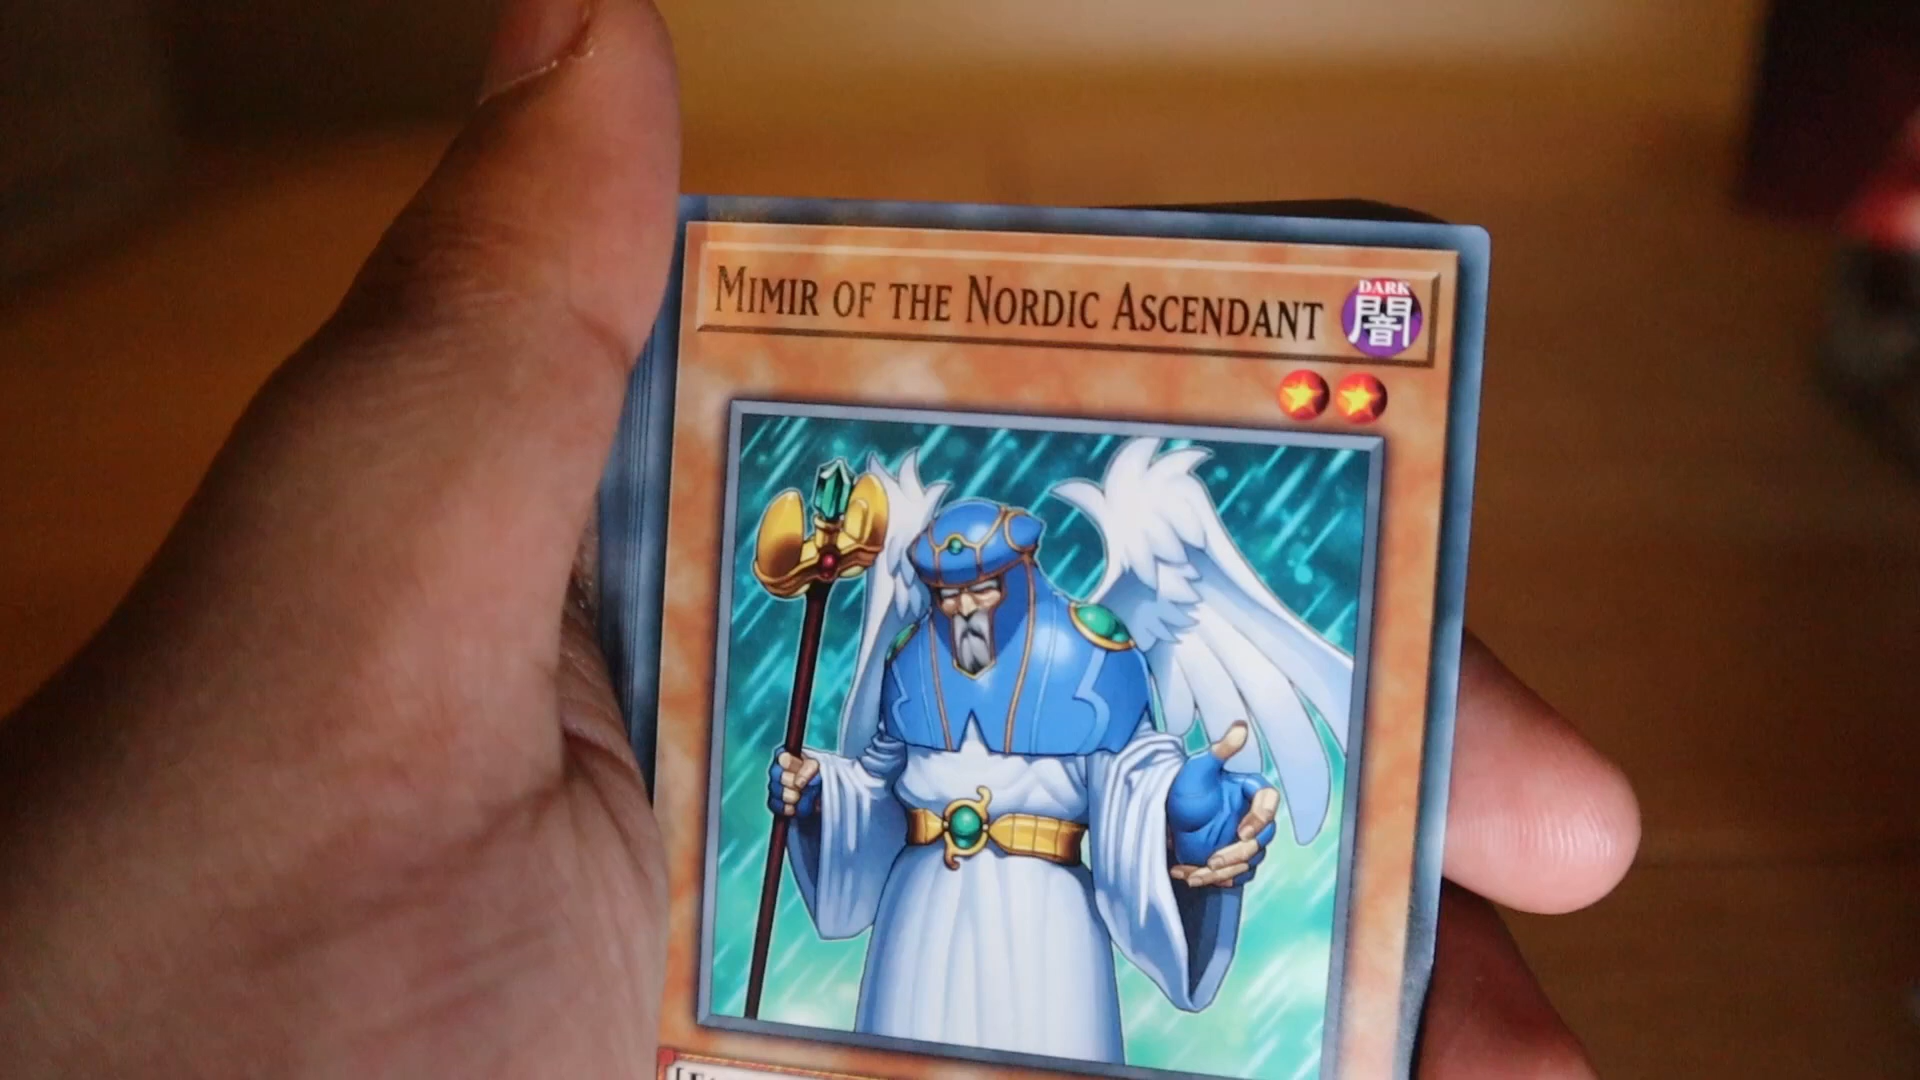 MIMIR OF THE NORDIC ASCENDANT
DARK
闇